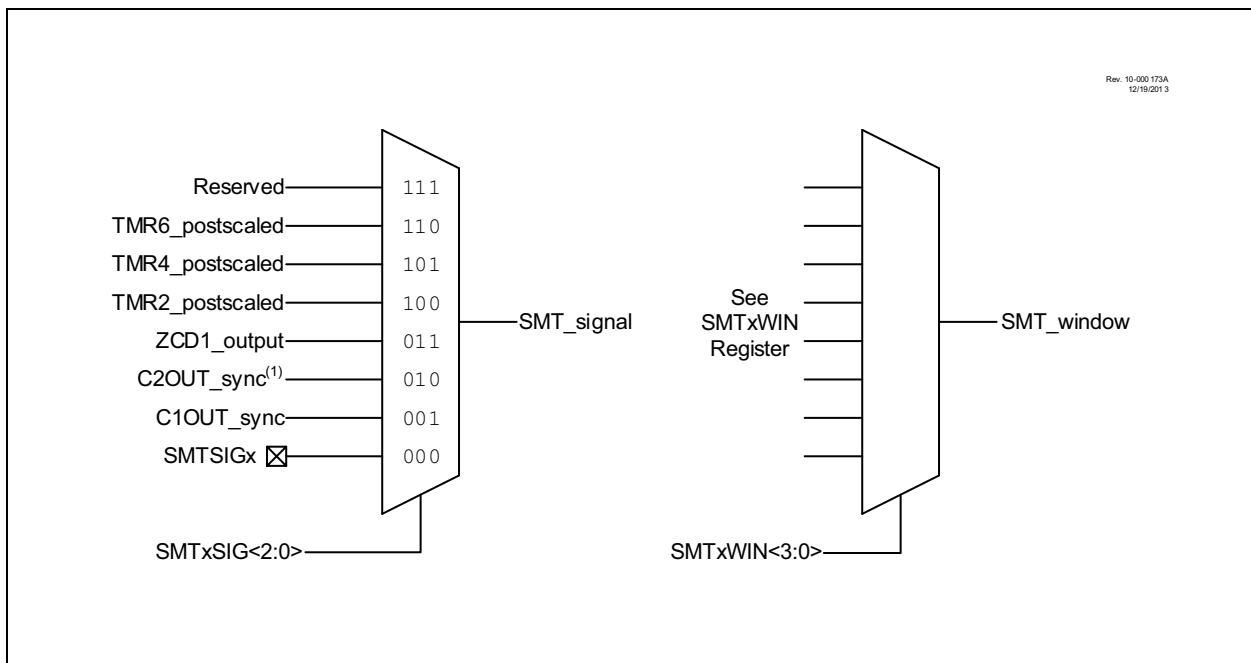 Rev. 10-000 173A
12/19/201 3
Reserved
111
TMR6_postscaled
110
TMR4_postscaled
101
TMR2_postscaled
100
ZCD1_output
011
C2OUT_sync(1)
010
C1OUT_sync
001
SMTSIGx
000
SMT_signal
SMTxSIG<2:0>
See
SMTxWIN
Register
SMT_window
SMTxWIN<3:0>